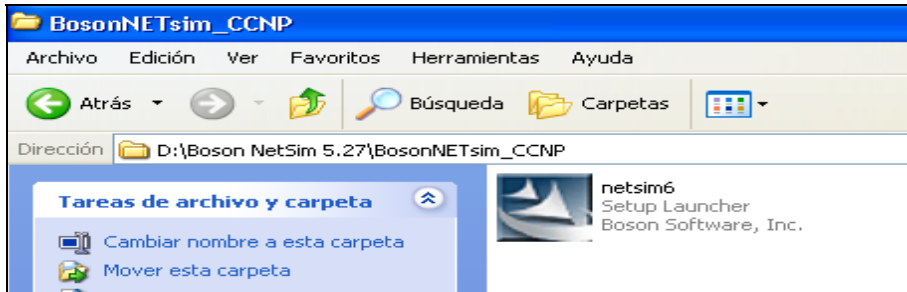 BosonNETsim_CCNP
Archivo Edición Ver Favoritos Herramientas Ayuda
Atrás Búsqueda Carpetas
Dirección D:\Boson NetSim 5.27\BosonNETsim_CCNP
Tareas de archivo y carpeta
Cambiar nombre a esta carpeta
Mover esta carpeta
netsim6
Setup Launcher
Boson Software, Inc.